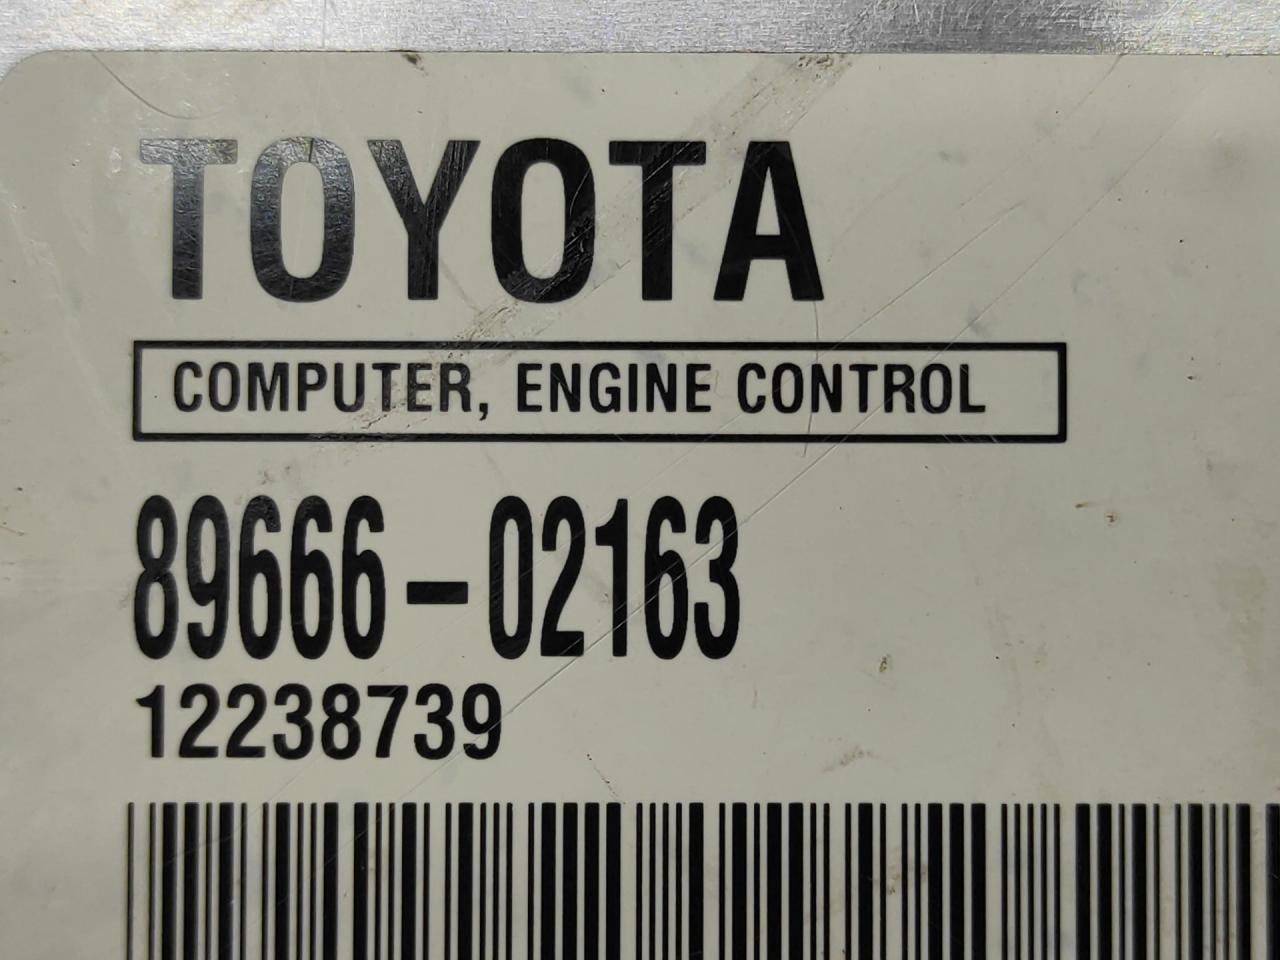 TOYOTA
COMPUTER, ENGINE CONTROL
89666-02163
12238739